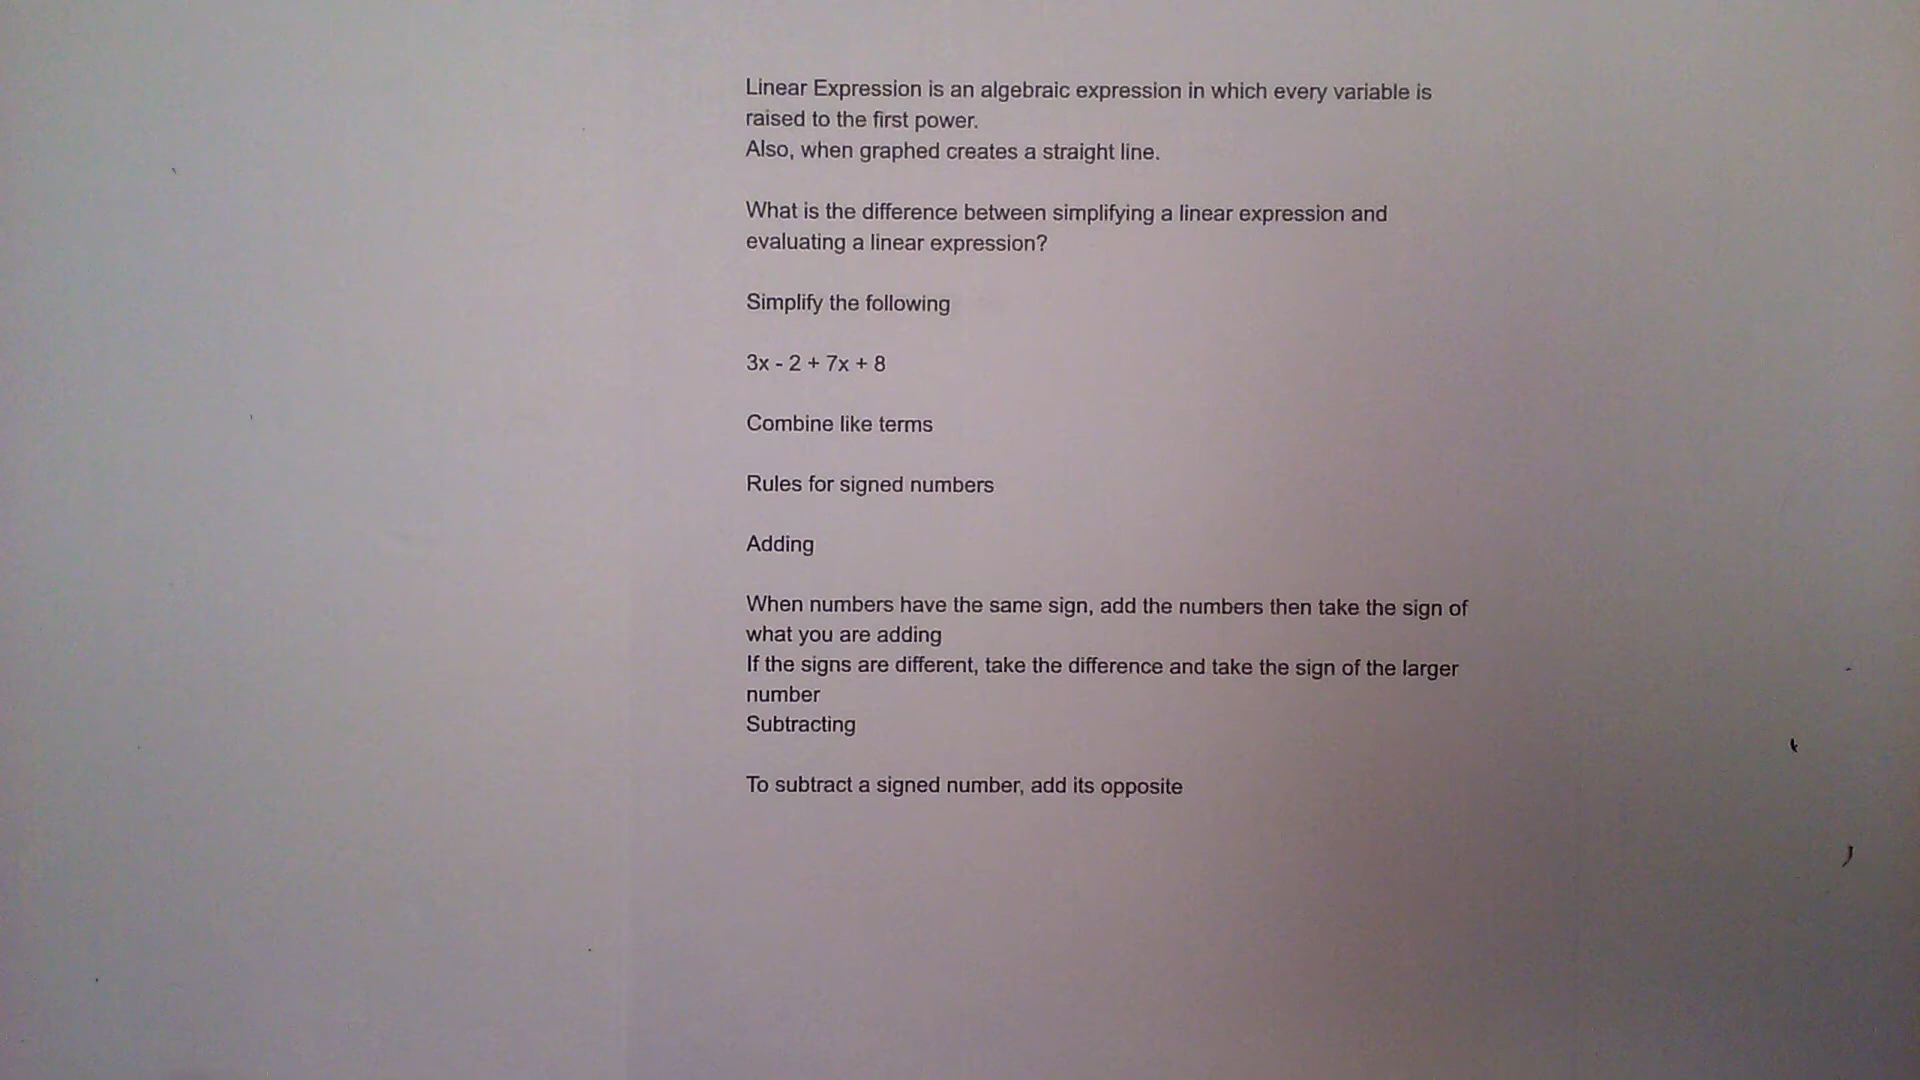 Linear Expression is an algebraic expression in which every variable is
raised to the first power.
Also, when graphed creates a straight line.
What is the difference between simplifying a linear expression and
evaluating a linear expression?
Simplify the following
3x - 2 + 7x + 8
Combine like terms
Rules for signed numbers
Adding
When numbers have the same sign, add the numbers then take the sign of
what you are adding
If the signs are different, take the difference and take the sign of the larger
number
Subtracting
To subtract a signed number, add its opposite